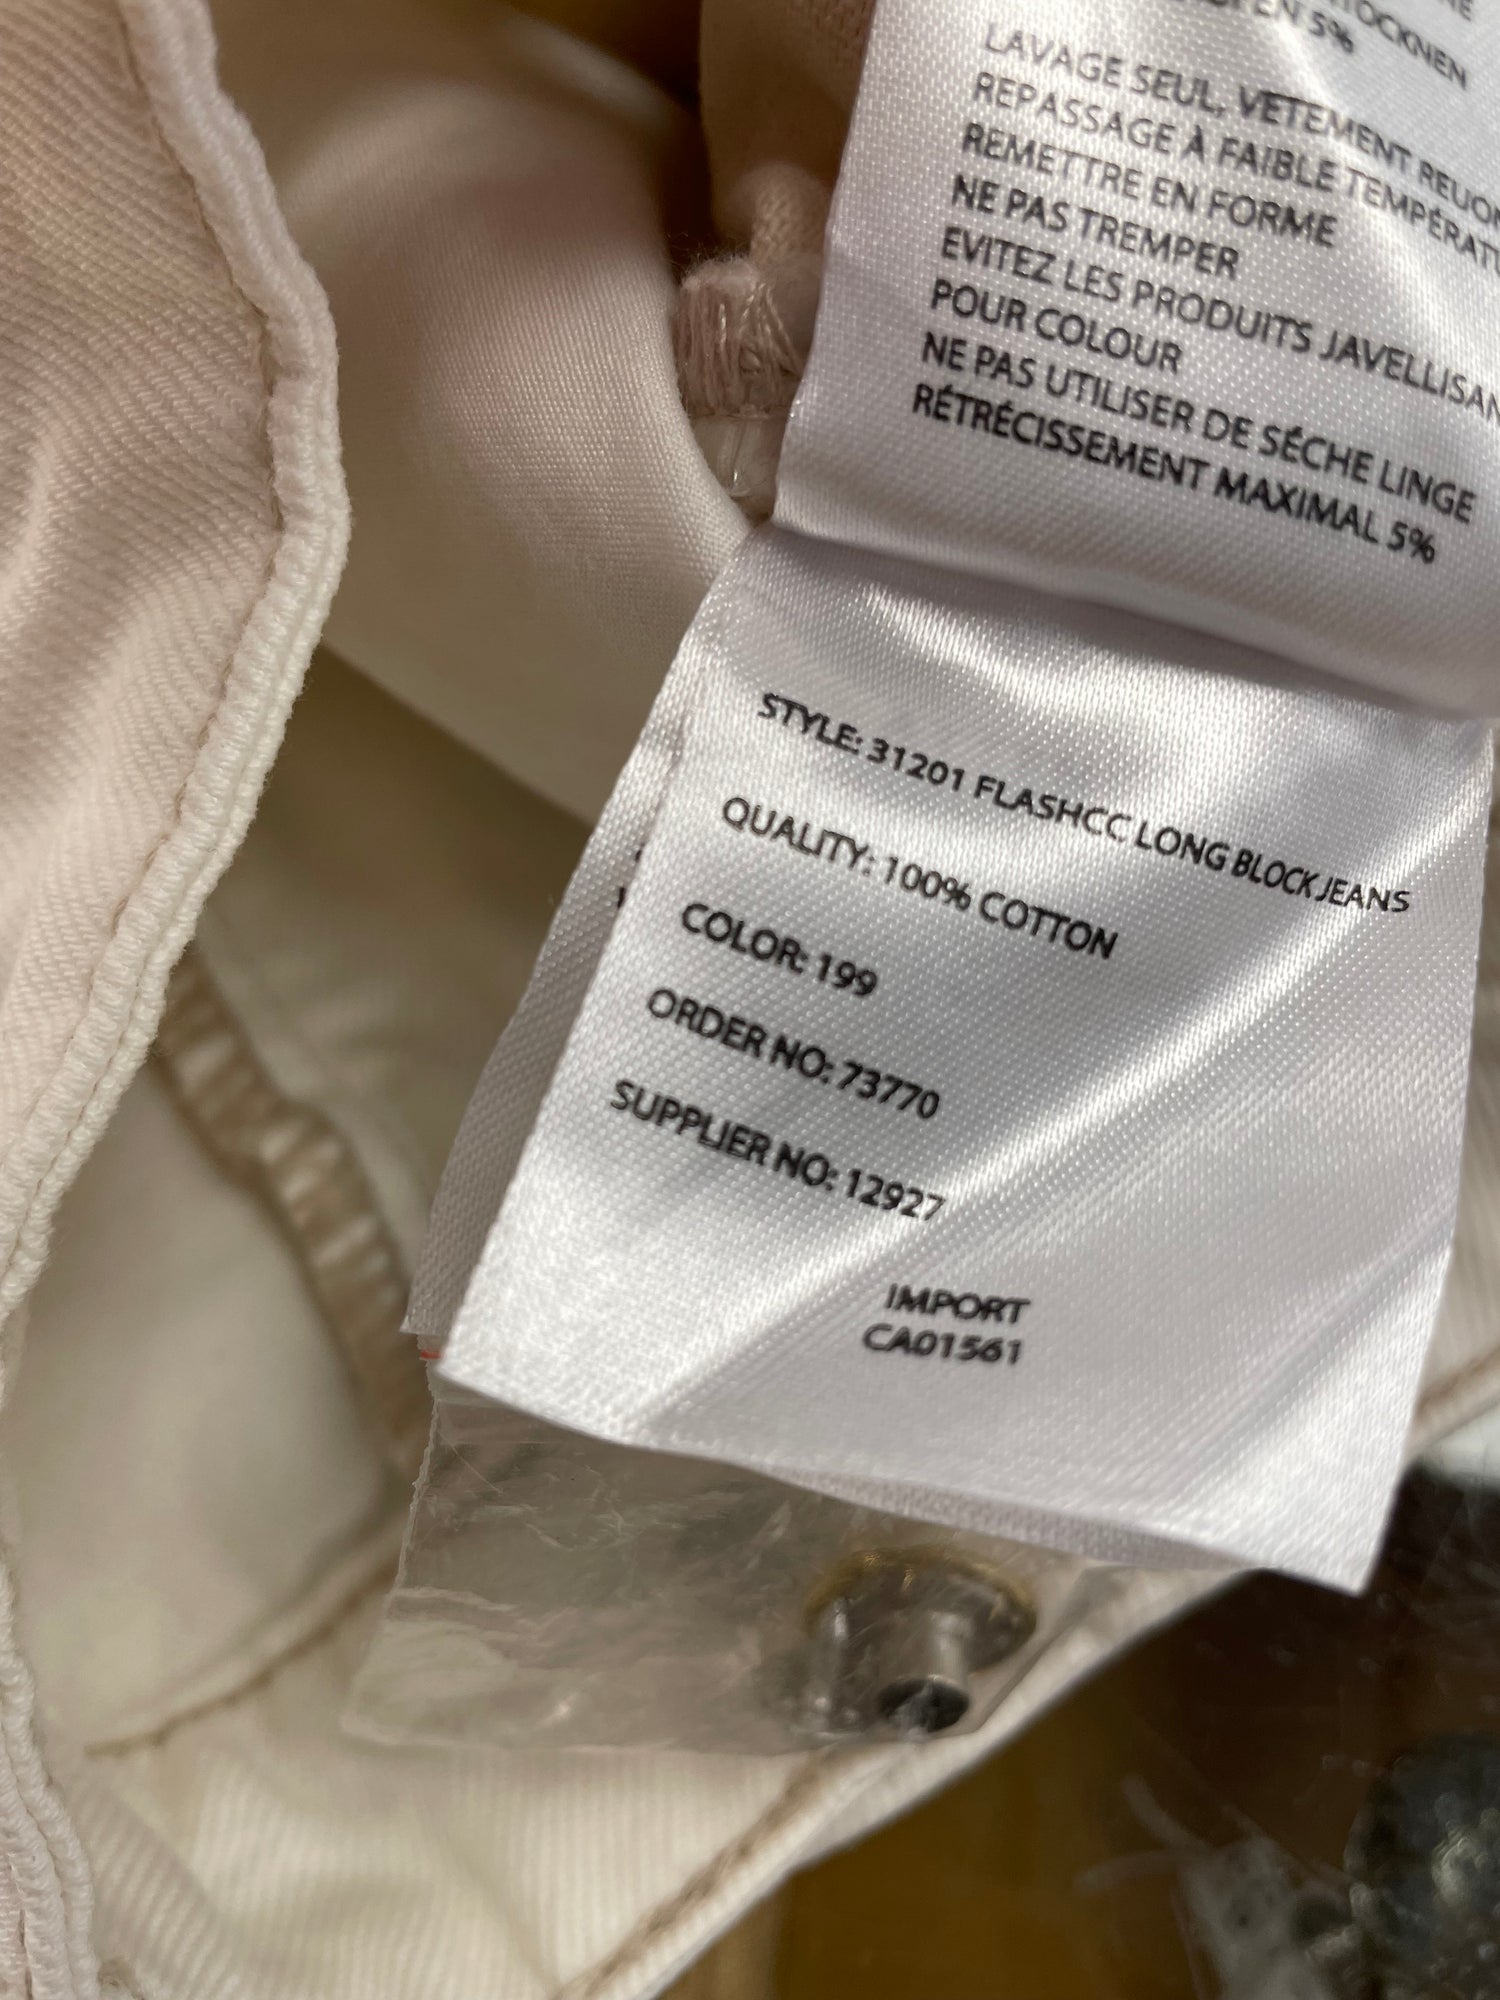 5%
LAVAGE SEUL, VETEMENT
REPASSAGE À FAIBLE
REMETTRE EN FORME
NE PAS TREMPER
EVITEZ LES PRODUITS
POUR COLOUR
NE PAS UTILISER DE SÉCHE LINGE
RÉTRÉCISSEMENT MAXIMAL 5%
STYLE: 31201 FLASHCC LONG BLOCK JEANS
QUALITY: 100% COTTON
COLOR: 199
ORDER NO: 73770
SUPPLIER NO: 12927
IMPORT
CA01561